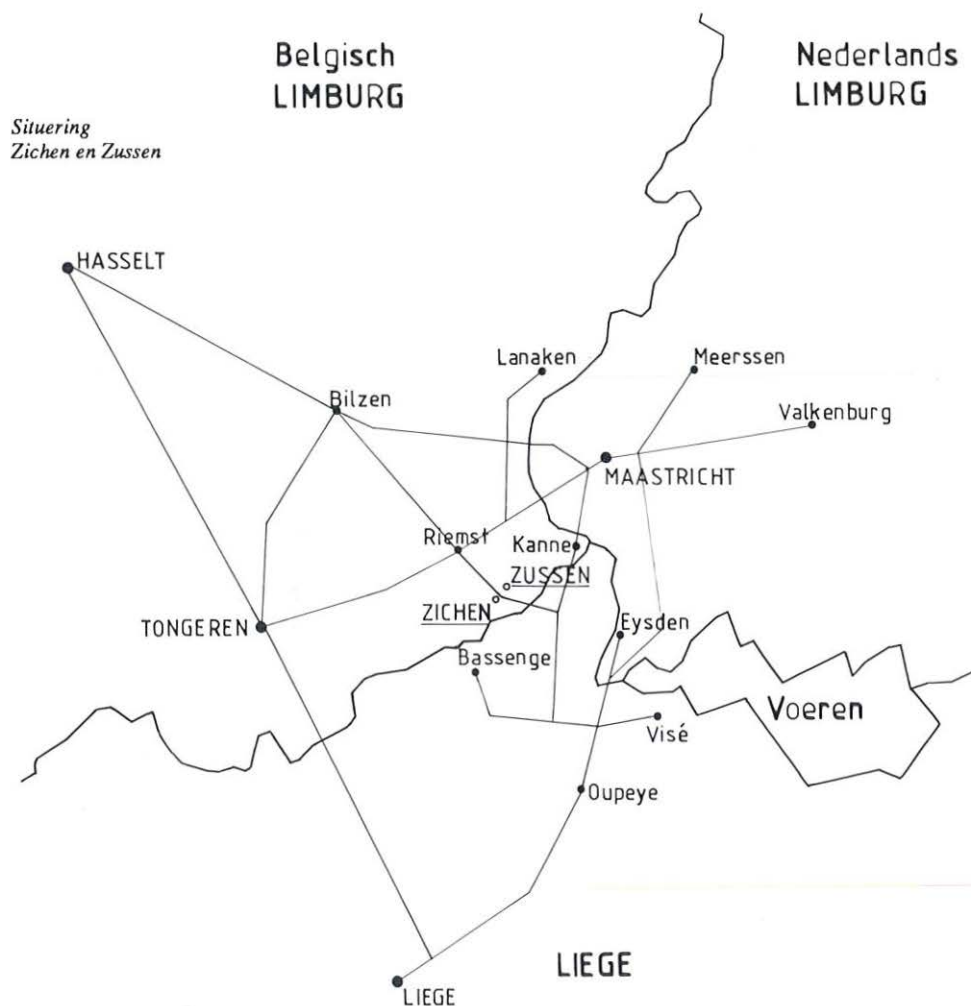 Belgisch
LIMBURG
Nederlands
LIMBURG
Situering
Zichen en Zussen
HASSELT
Lanaken
Meerssen
Bilzen
Valkenburg
MAASTRICHT
Riemst
Kanne
ZUSSEN
ZICHEN
TONGEREN
Eysden
Bassenge
Voeren
Visé
Oupeye
LIEGE
LIEGE